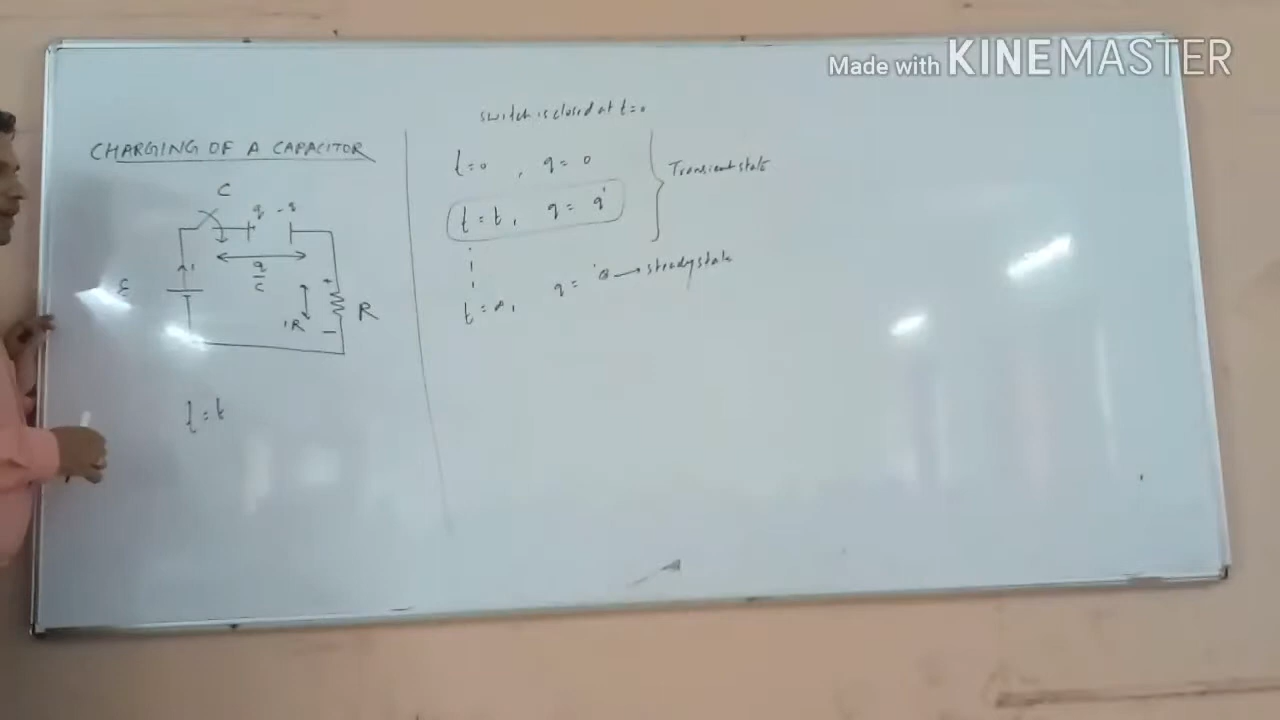 Made with KINEMASTER
CHARGING OF A CAPACITOR
C
q -q
q
c
ε
i
+
iR
R
-
t = t
switch is closed at t=0
t=0 , q= 0
t = t, q = q
Transient state
t = ∞, q = Q → steady state